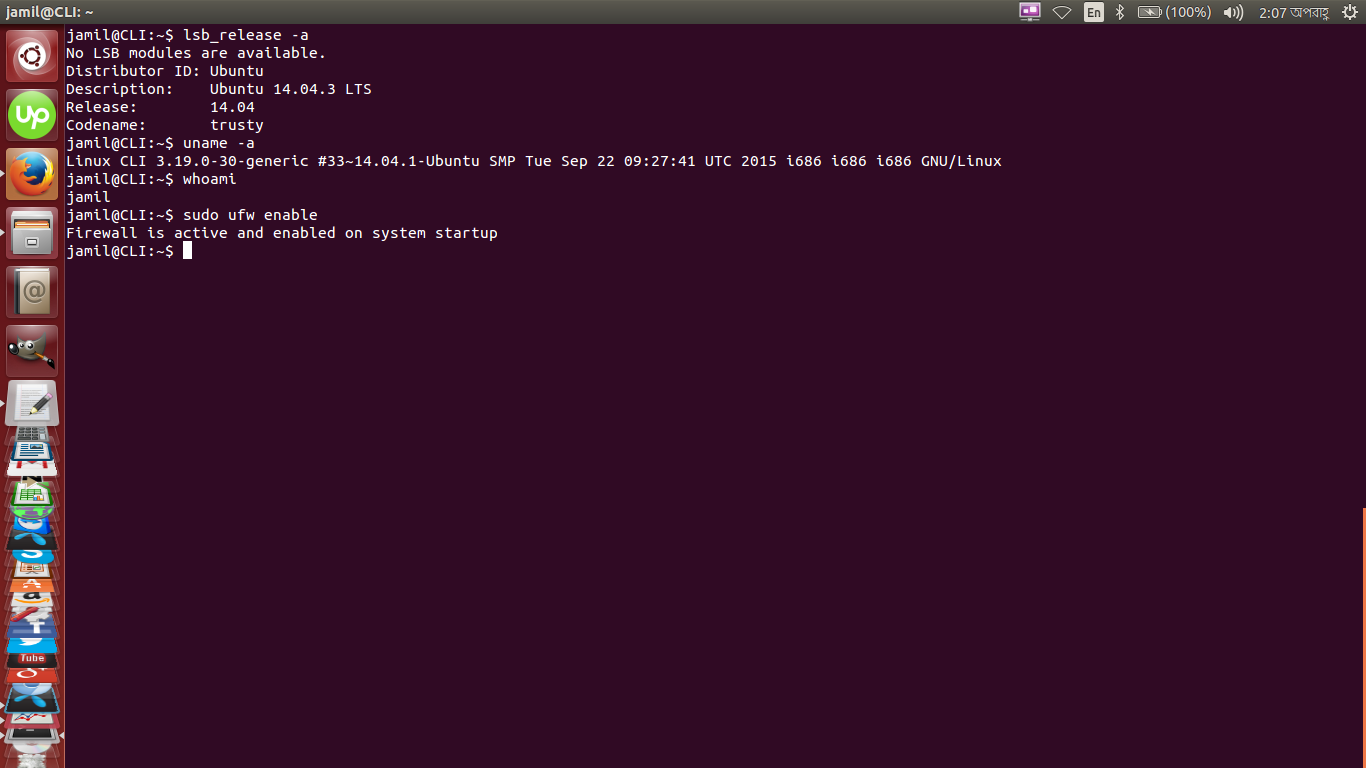 jamil@CLI: ~
En
(100%)
2:07 অপরাহ্ণ
jamil@CLI:~$ lsb_release -a
No LSB modules are available.
Distributor ID: Ubuntu
Description:    Ubuntu 14.04.3 LTS
Release:        14.04
Codename:       trusty
jamil@CLI:~$ uname -a
Linux CLI 3.19.0-30-generic #33~14.04.1-Ubuntu SMP Tue Sep 22 09:27:41 UTC 2015 i686 i686 i686 GNU/Linux
jamil@CLI:~$ whoami
jamil
jamil@CLI:~$ sudo ufw enable
Firewall is active and enabled on system startup
jamil@CLI:~$
Up
@
S
A
a
T
Tube